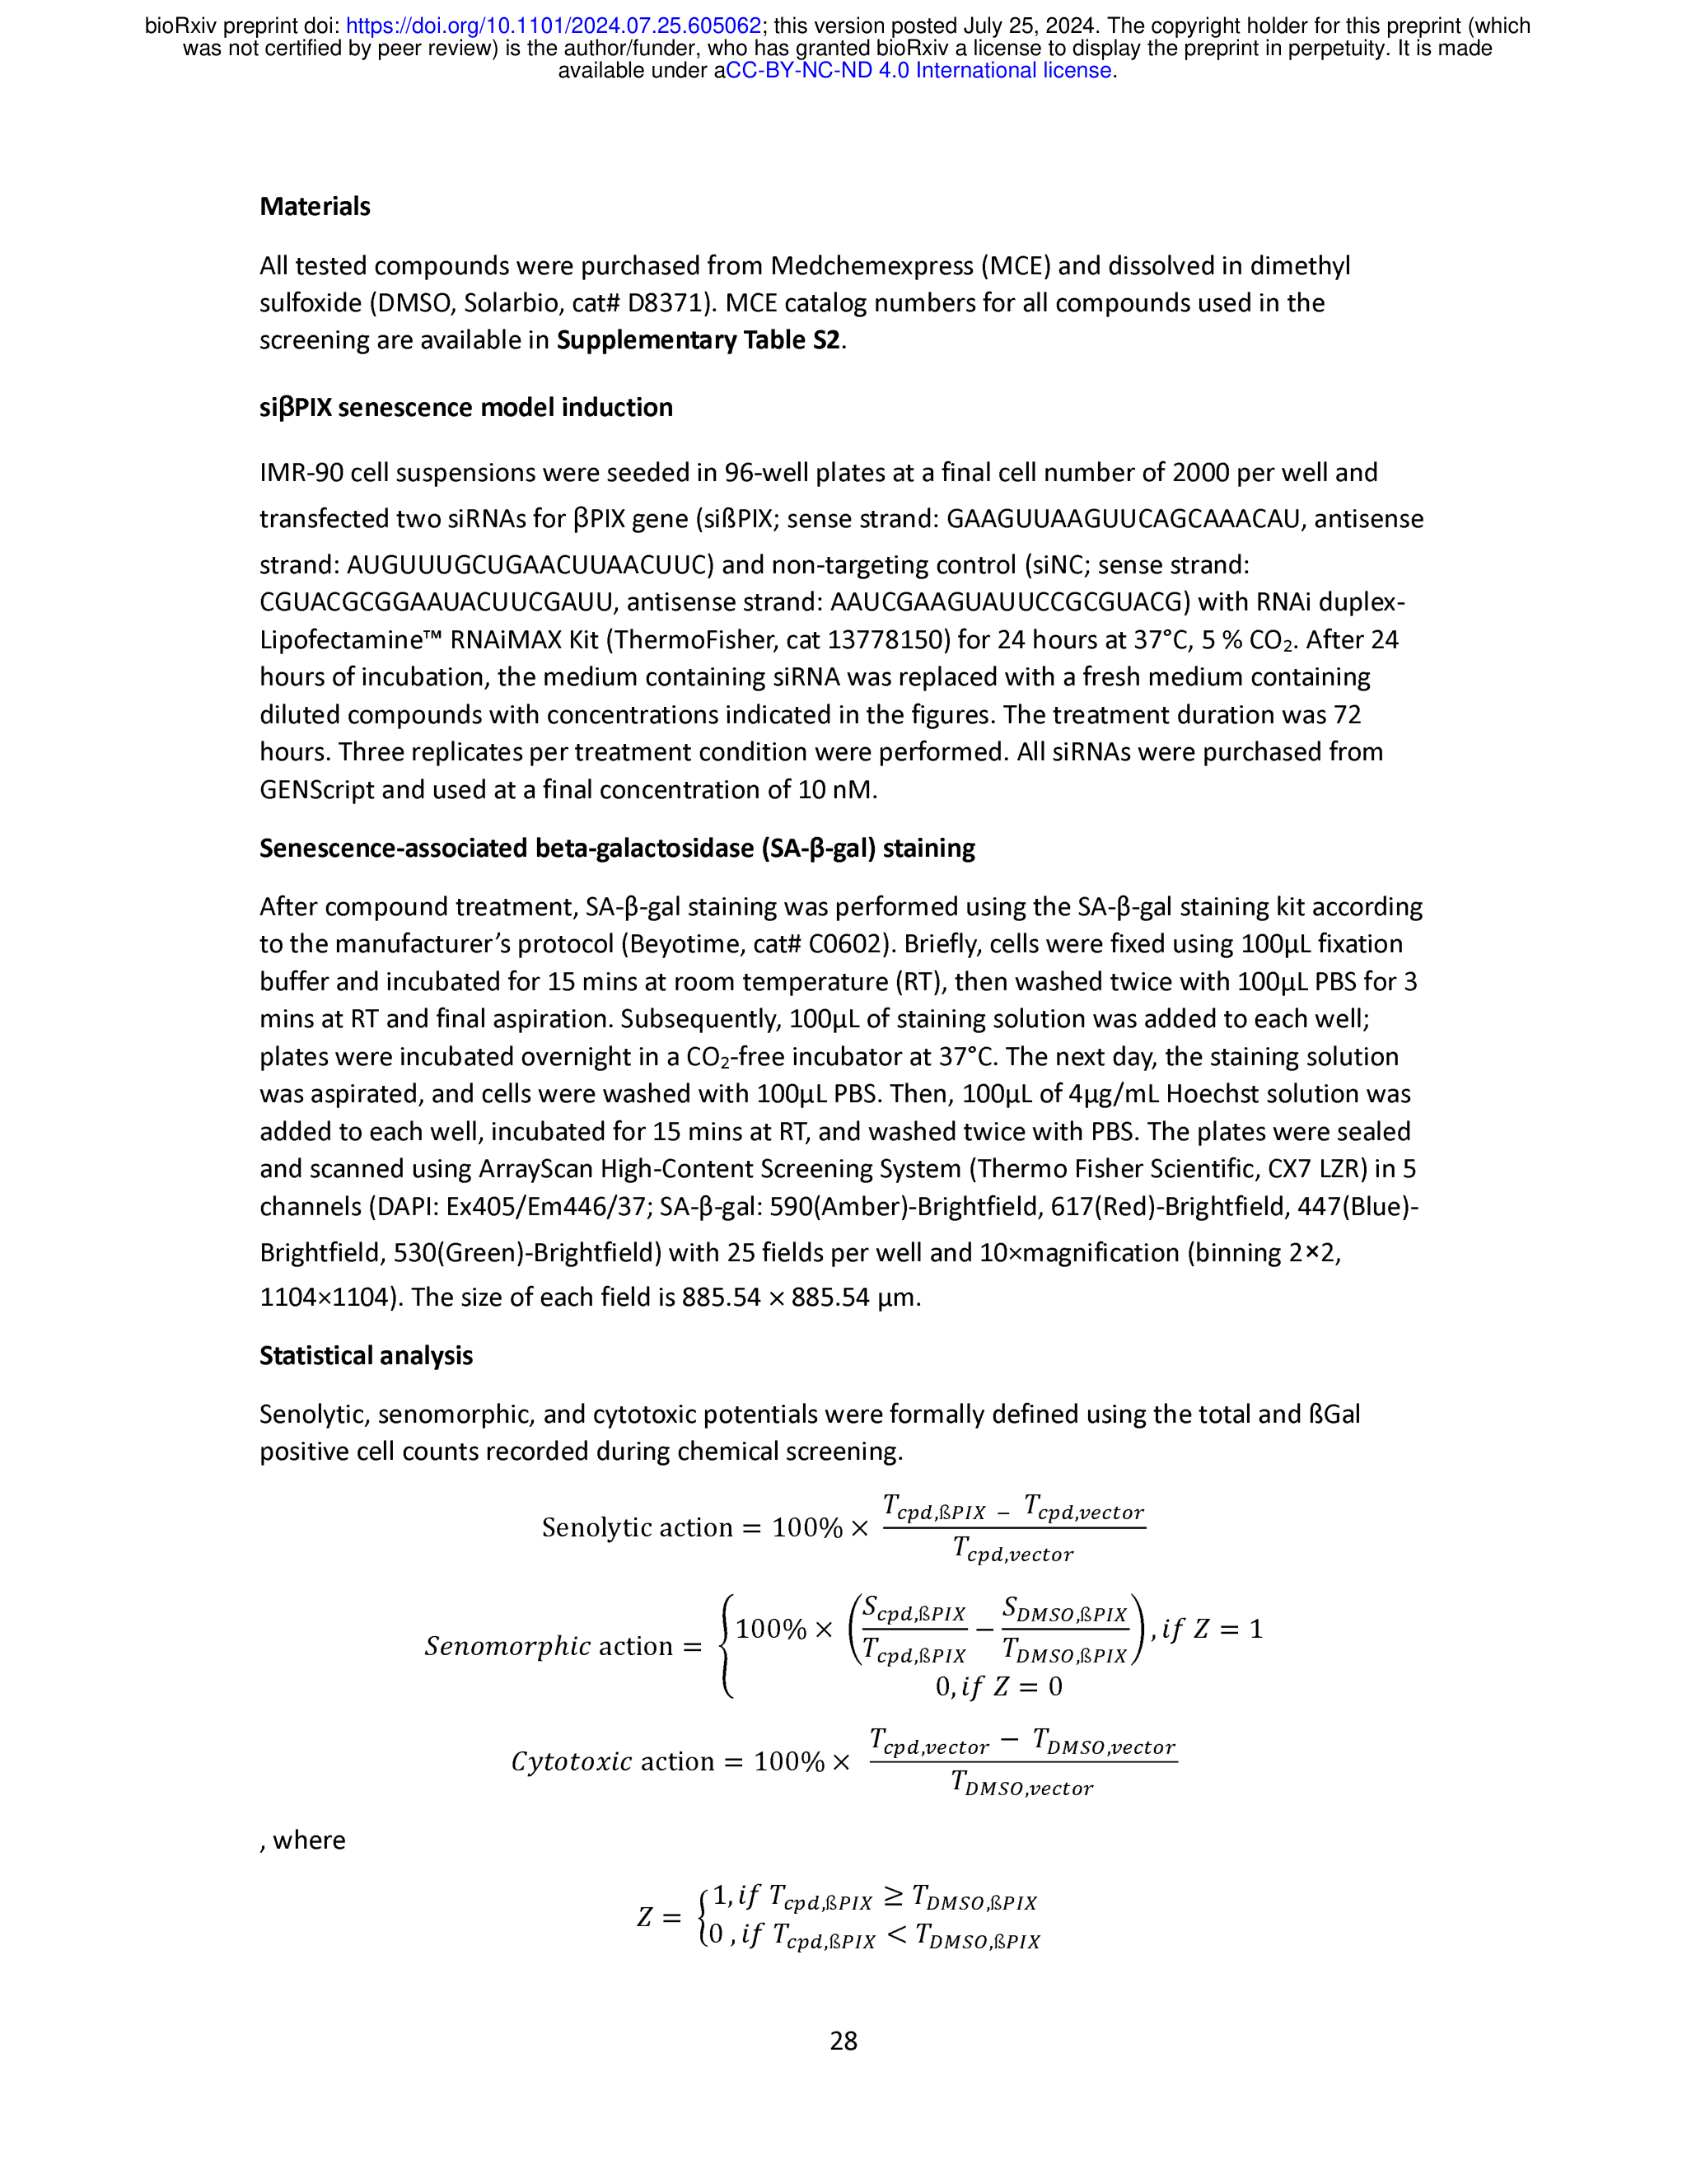 bioRxiv preprint doi: https://doi.org/10.1101/2024.07.25.605062; this version posted July 25, 2024. The copyright holder for this preprint (which
was not certified by peer review) is the author/funder, who has granted bioRxiv a license to display the preprint in perpetuity. It is made
available under aCC-BY-NC-ND 4.0 International license.
Materials
All tested compounds were purchased from Medchemexpress (MCE) and dissolved in dimethyl
sulfoxide (DMSO, Solarbio, cat# D8371). MCE catalog numbers for all compounds used in the
screening are available in Supplementary Table S2.
siβPIX senescence model induction
IMR-90 cell suspensions were seeded in 96-well plates at a final cell number of 2000 per well and
transfected two siRNAs for βPIX gene (sißPIX; sense strand: GAAGUUAAGUUCAGCAAACAU, antisense
strand: AUGUUUGCUGAACUUAACUUC) and non-targeting control (siNC; sense strand:
CGUACGCGGAAUACUUCGAUU, antisense strand: AAUCGAAGUAUUCCGCGUACG) with RNAi duplex-
Lipofectamine™ RNAiMAX Kit (ThermoFisher, cat 13778150) for 24 hours at 37°C, 5 % CO₂. After 24
hours of incubation, the medium containing siRNA was replaced with a fresh medium containing
diluted compounds with concentrations indicated in the figures. The treatment duration was 72
hours. Three replicates per treatment condition were performed. All siRNAs were purchased from
GENScript and used at a final concentration of 10 nM.
Senescence-associated beta-galactosidase (SA-β-gal) staining
After compound treatment, SA-β-gal staining was performed using the SA-β-gal staining kit according
to the manufacturer's protocol (Beyotime, cat# C0602). Briefly, cells were fixed using 100µL fixation
buffer and incubated for 15 mins at room temperature (RT), then washed twice with 100µL PBS for 3
mins at RT and final aspiration. Subsequently, 100µL of staining solution was added to each well;
plates were incubated overnight in a CO₂-free incubator at 37°C. The next day, the staining solution
was aspirated, and cells were washed with 100µL PBS. Then, 100µL of 4µg/mL Hoechst solution was
added to each well, incubated for 15 mins at RT, and washed twice with PBS. The plates were sealed
and scanned using ArrayScan High-Content Screening System (Thermo Fisher Scientific, CX7 LZR) in 5
channels (DAPI: Ex405/Em446/37; SA-β-gal: 590(Amber)-Brightfield, 617(Red)-Brightfield, 447(Blue)-
Brightfield, 530(Green)-Brightfield) with 25 fields per well and 10×magnification (binning 2×2,
1104×1104). The size of each field is 885.54 × 885.54 µm.
Statistical analysis
Senolytic, senomorphic, and cytotoxic potentials were formally defined using the total and ßGal
positive cell counts recorded during chemical screening.
Senolytic action = 100% × (T_cpd,ßPIX − T_cpd,vector) / T_cpd,vector
Senomorphic action = { 100% × (S_cpd,ßPIX / T_cpd,ßPIX − S_DMSO,ßPIX / T_DMSO,ßPIX), if Z = 1
0, if Z = 0
Cytotoxic action = 100% × (T_cpd,vector − T_DMSO,vector) / T_DMSO,vector
, where
Z = { 1, if T_cpd,ßPIX ≥ T_DMSO,ßPIX
0 , if T_cpd,ßPIX < T_DMSO,ßPIX
28